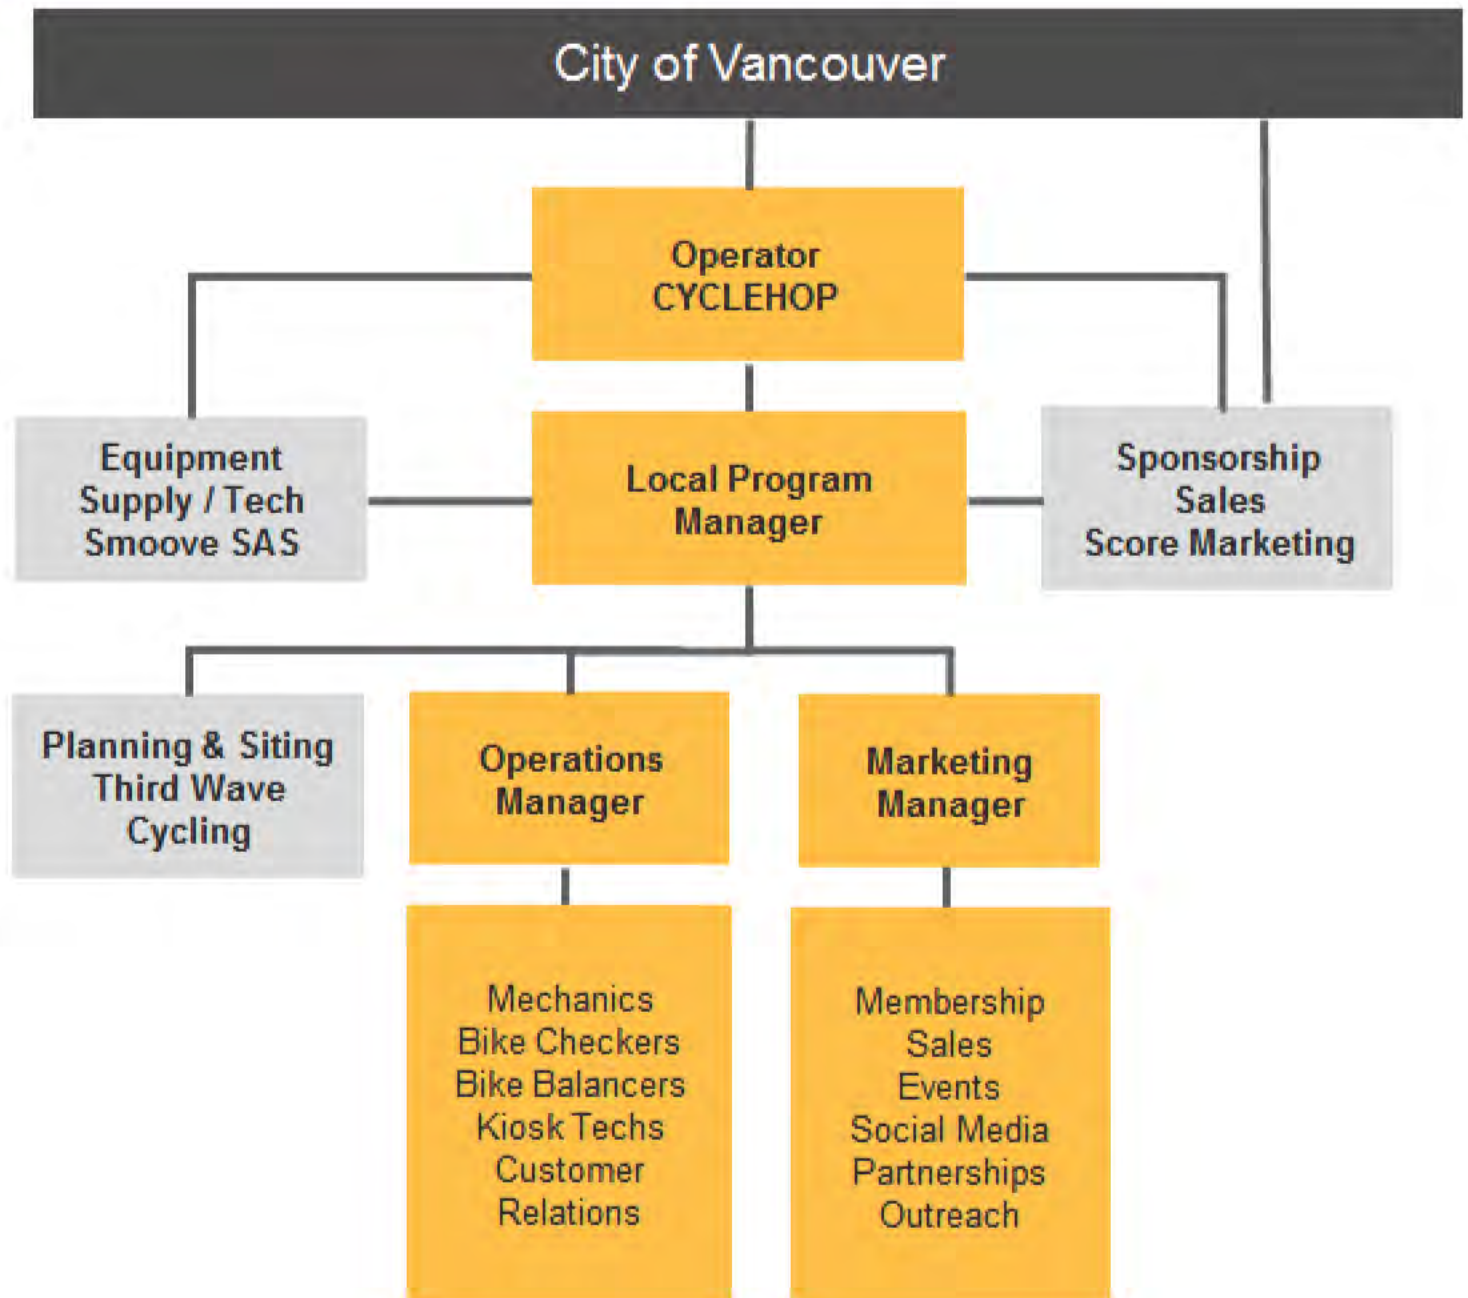 City of Vancouver
Operator
CYCLEHOP
Equipment
Supply / Tech
Smoove SAS
Local Program
Manager
Sponsorship
Sales
Score Marketing
Planning & Siting
Third Wave
Cycling
Operations
Manager
Marketing
Manager
Mechanics
Bike Checkers
Bike Balancers
Kiosk Techs
Customer
Relations
Membership
Sales
Events
Social Media
Partnerships
Outreach